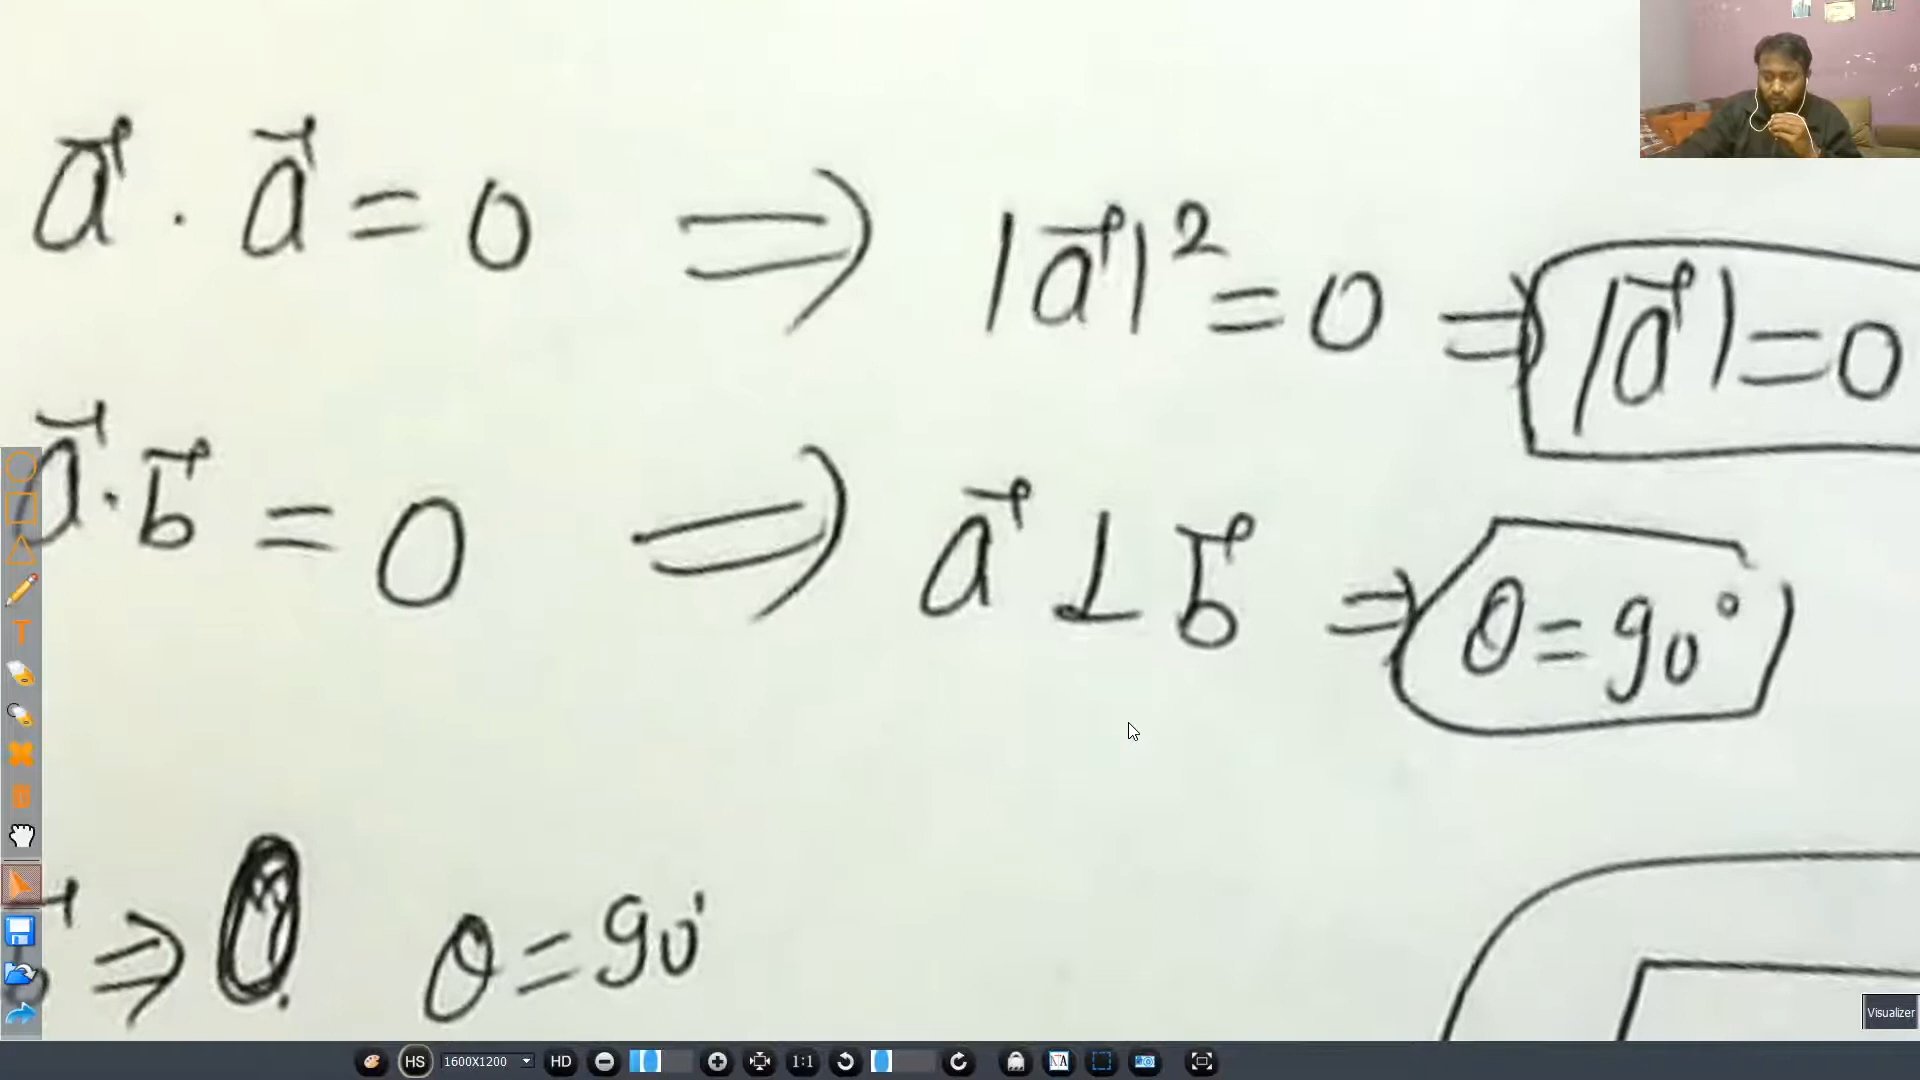 a⃗ · a⃗ = 0 ⇒ |a⃗|² = 0 ⇒ |a⃗| = 0
a⃗ · b⃗ = 0 ⇒ a⃗ ⊥ b⃗ ⇒ θ = 90°
⇒ θ = 90°
T
Visualizer
HS 1600X1200 HD 1:1